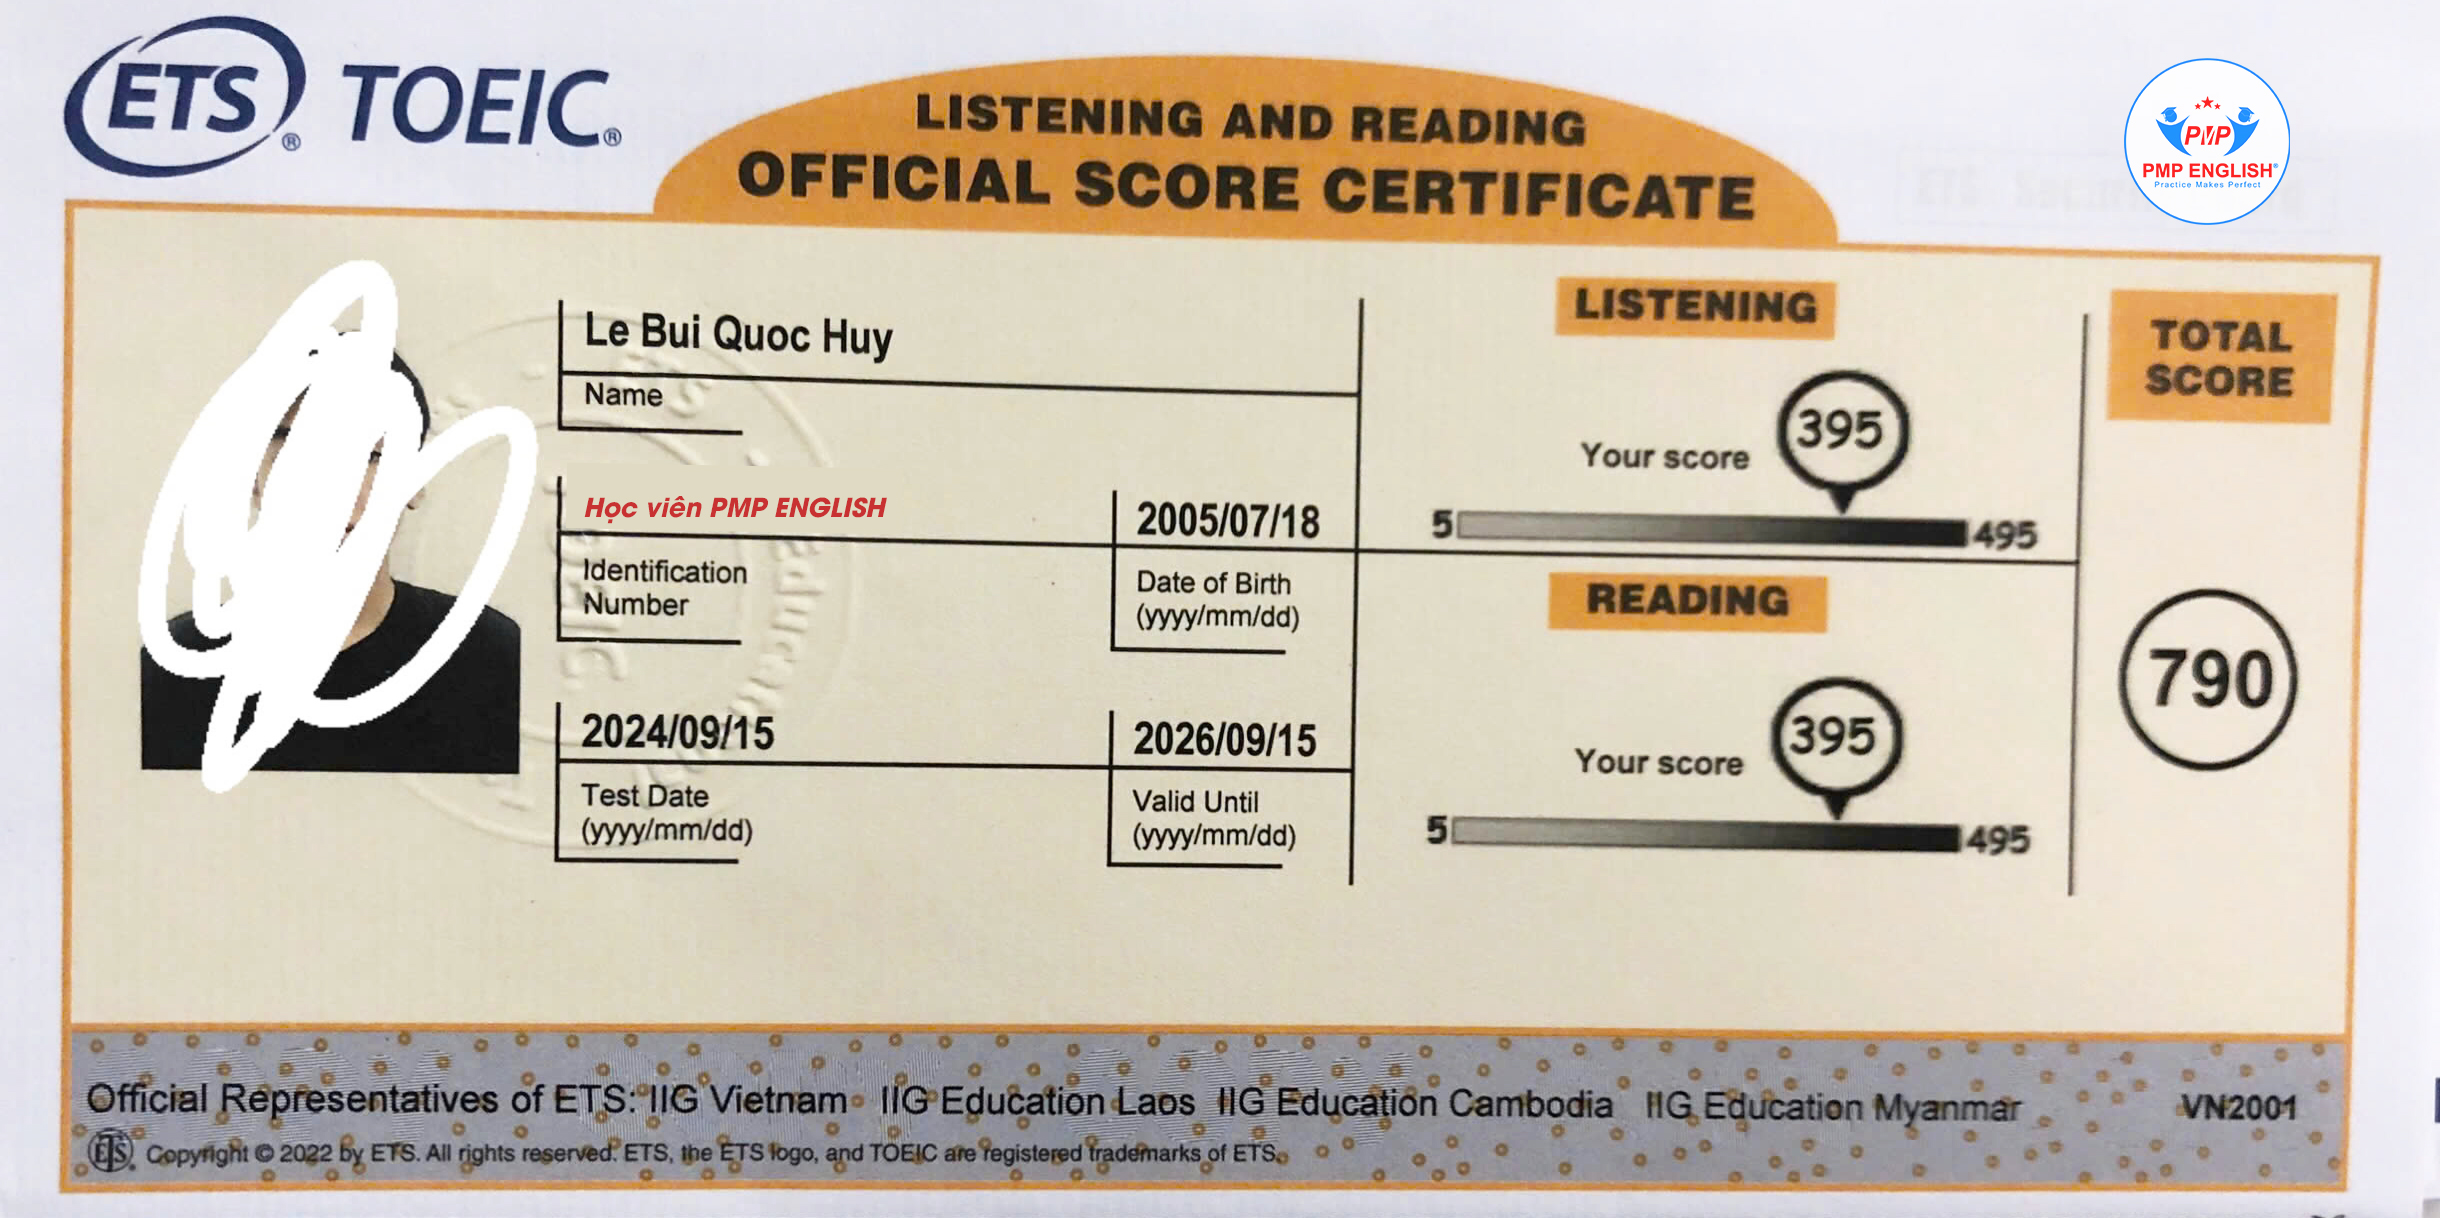 ETS® TOEIC®
LISTENING AND READING
OFFICIAL SCORE CERTIFICATE
PMP
PMP ENGLISH®
Practice Makes Perfect
Le Bui Quoc Huy
Name
Học viên PMP ENGLISH
Identification
Number
2005/07/18
Date of Birth
(yyyy/mm/dd)
2024/09/15
Test Date
(yyyy/mm/dd)
2026/09/15
Valid Until
(yyyy/mm/dd)
LISTENING
Your score 395
5 495
READING
Your score 395
5 495
TOTAL
SCORE
790
Official Representatives of ETS: IIG Vietnam IIG Education Laos IIG Education Cambodia IIG Education Myanmar VN2001
ETS® Copyright © 2022 by ETS. All rights reserved. ETS, the ETS logo, and TOEIC are registered trademarks of ETS.